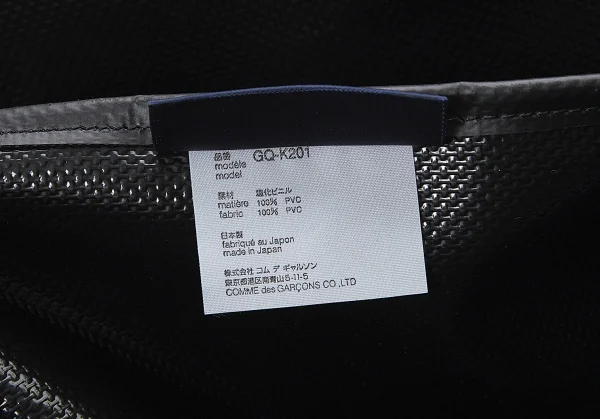 品番 GQ-K201
modèle
model
素材 塩化ビニル
matière 100% PVC
fabric 100% PVC
日本製
fabriqué au Japon
made in Japan
株式会社 コム デ ギャルソン
東京都港区南青山5-11-5
COMME des GARÇONS CO.,LTD